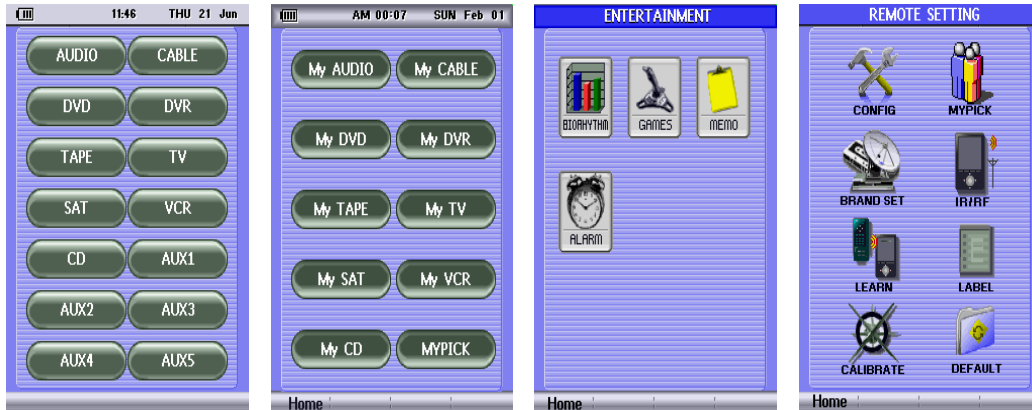 11:46 THU 21 Jun
AUDIO CABLE
DVD DVR
TAPE TV
SAT VCR
CD AUX1
AUX2 AUX3
AUX4 AUX5
AM 00:07 SUN Feb 01
My AUDIO My CABLE
My DVD My DVR
My TAPE My TV
My SAT My VCR
My CD MYPICK
Home
ENTERTAINMENT
BIORHYTHM GAMES MEMO
ALARM
Home
REMOTE SETTING
CONFIG MYPICK
BRAND SET IR/RF
LEARN LABEL
CALIBRATE DEFAULT
Home